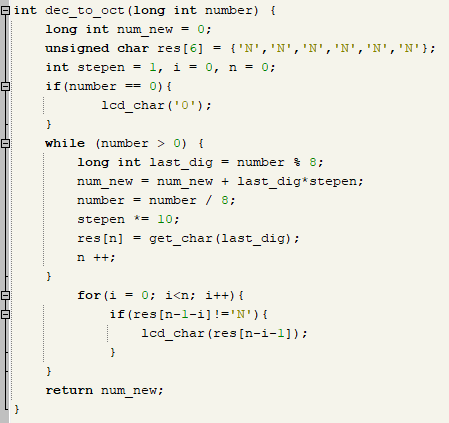 int dec_to_oct(long int number) {
    long int num_new = 0;
    unsigned char res[6] = {'N','N','N','N','N','N'};
    int stepen = 1, i = 0, n = 0;
    if(number == 0){
           lcd_char('0');
    }
    while (number > 0) {
        long int last_dig = number % 8;
        num_new = num_new + last_dig*stepen;
        number = number / 8;
        stepen *= 10;
        res[n] = get_char(last_dig);
        n ++;
    }
        for(i = 0; i<n; i++){
            if(res[n-1-i]!='N'){
                lcd_char(res[n-i-1]);
            }
    }
    return num_new;
}